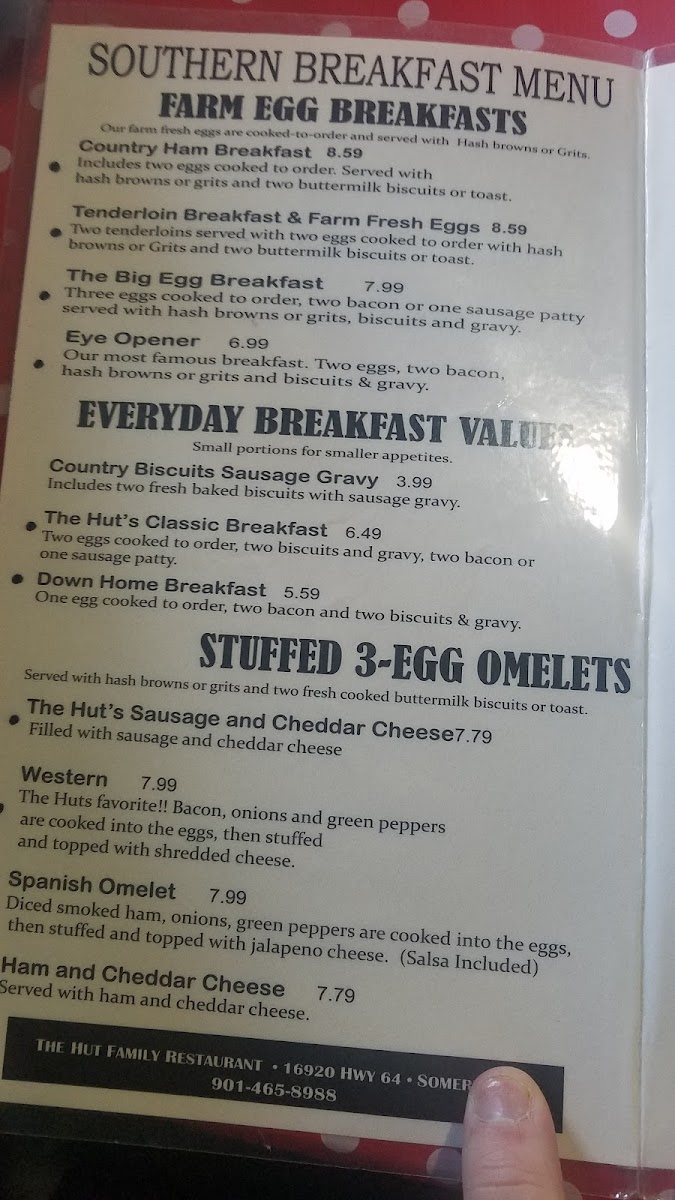 SOUTHERN BREAKFAST MENU
FARM EGG BREAKFASTS
Our farm fresh eggs are cooked-to-order and served with Hash browns or Grits.
Country Ham Breakfast 8.59
Includes two eggs cooked to order. Served with
hash browns or grits and two buttermilk biscuits or toast.
Tenderloin Breakfast & Farm Fresh Eggs 8.59
Two tenderloins served with two eggs cooked to order with hash
browns or Grits and two buttermilk biscuits or toast.
The Big Egg Breakfast 7.99
Three eggs cooked to order, two bacon or one sausage patty
served with hash browns or grits, biscuits and gravy.
Eye Opener 6.99
Our most famous breakfast. Two eggs, two bacon,
hash browns or grits and biscuits & gravy.
EVERYDAY BREAKFAST VALUES
Small portions for smaller appetites.
Country Biscuits Sausage Gravy 3.99
Includes two fresh baked biscuits with sausage gravy.
The Hut's Classic Breakfast 6.49
Two eggs cooked to order, two biscuits and gravy, two bacon or
one sausage patty.
Down Home Breakfast 5.59
One egg cooked to order, two bacon and two biscuits & gravy.
STUFFED 3-EGG OMELETS
Served with hash browns or grits and two fresh cooked buttermilk biscuits or toast.
The Hut's Sausage and Cheddar Cheese7.79
Filled with sausage and cheddar cheese
Western 7.99
The Huts favorite!! Bacon, onions and green peppers
are cooked into the eggs, then stuffed
and topped with shredded cheese.
Spanish Omelet 7.99
Diced smoked ham, onions, green peppers are cooked into the eggs,
then stuffed and topped with jalapeno cheese. (Salsa Included)
Ham and Cheddar Cheese 7.79
Served with ham and cheddar cheese.
THE HUT FAMILY RESTAURANT • 16920 HWY 64 • SOMER
901-465-8988